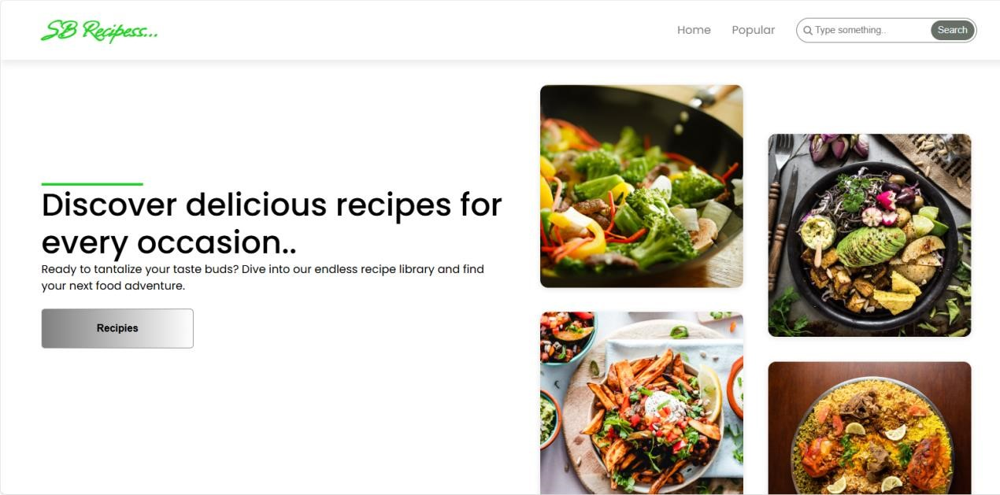 SB Recipess...
Home
Popular
Type something..
Search
Discover delicious recipes for
every occasion..
Ready to tantalize your taste buds? Dive into our endless recipe library and find
your next food adventure.
Recipies